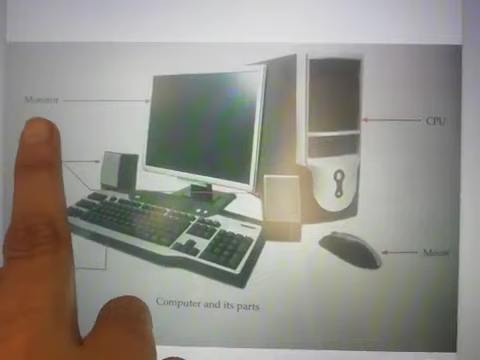 Monitor
CPU
Mouse
Computer and its parts